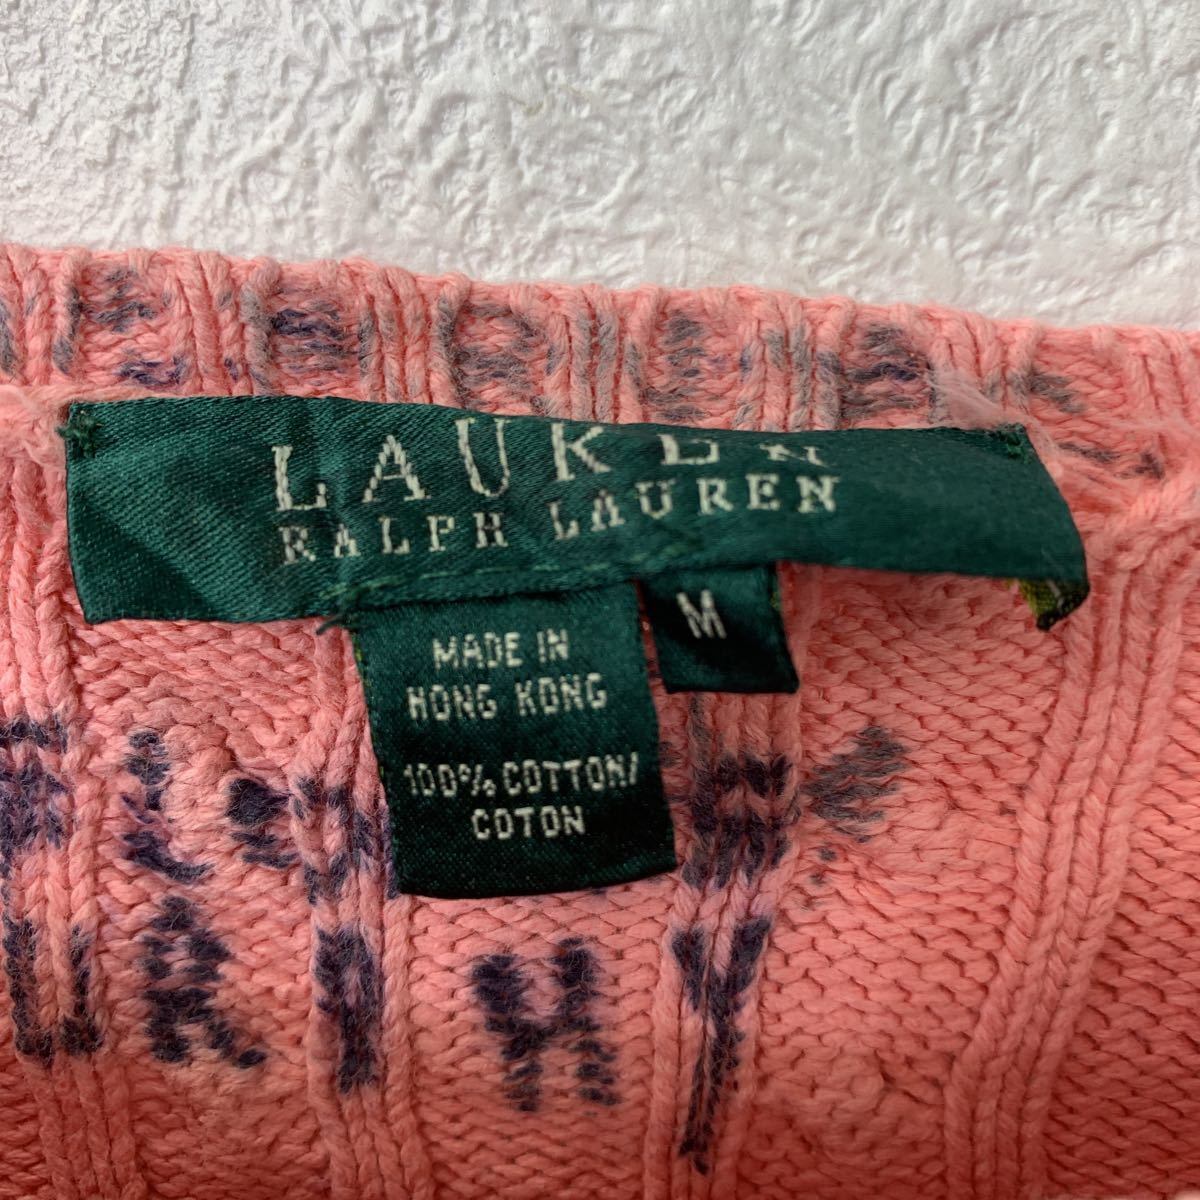 LAUREN
RALPH LAUREN
M
MADE IN
HONG KONG
100% COTTON/
COTON